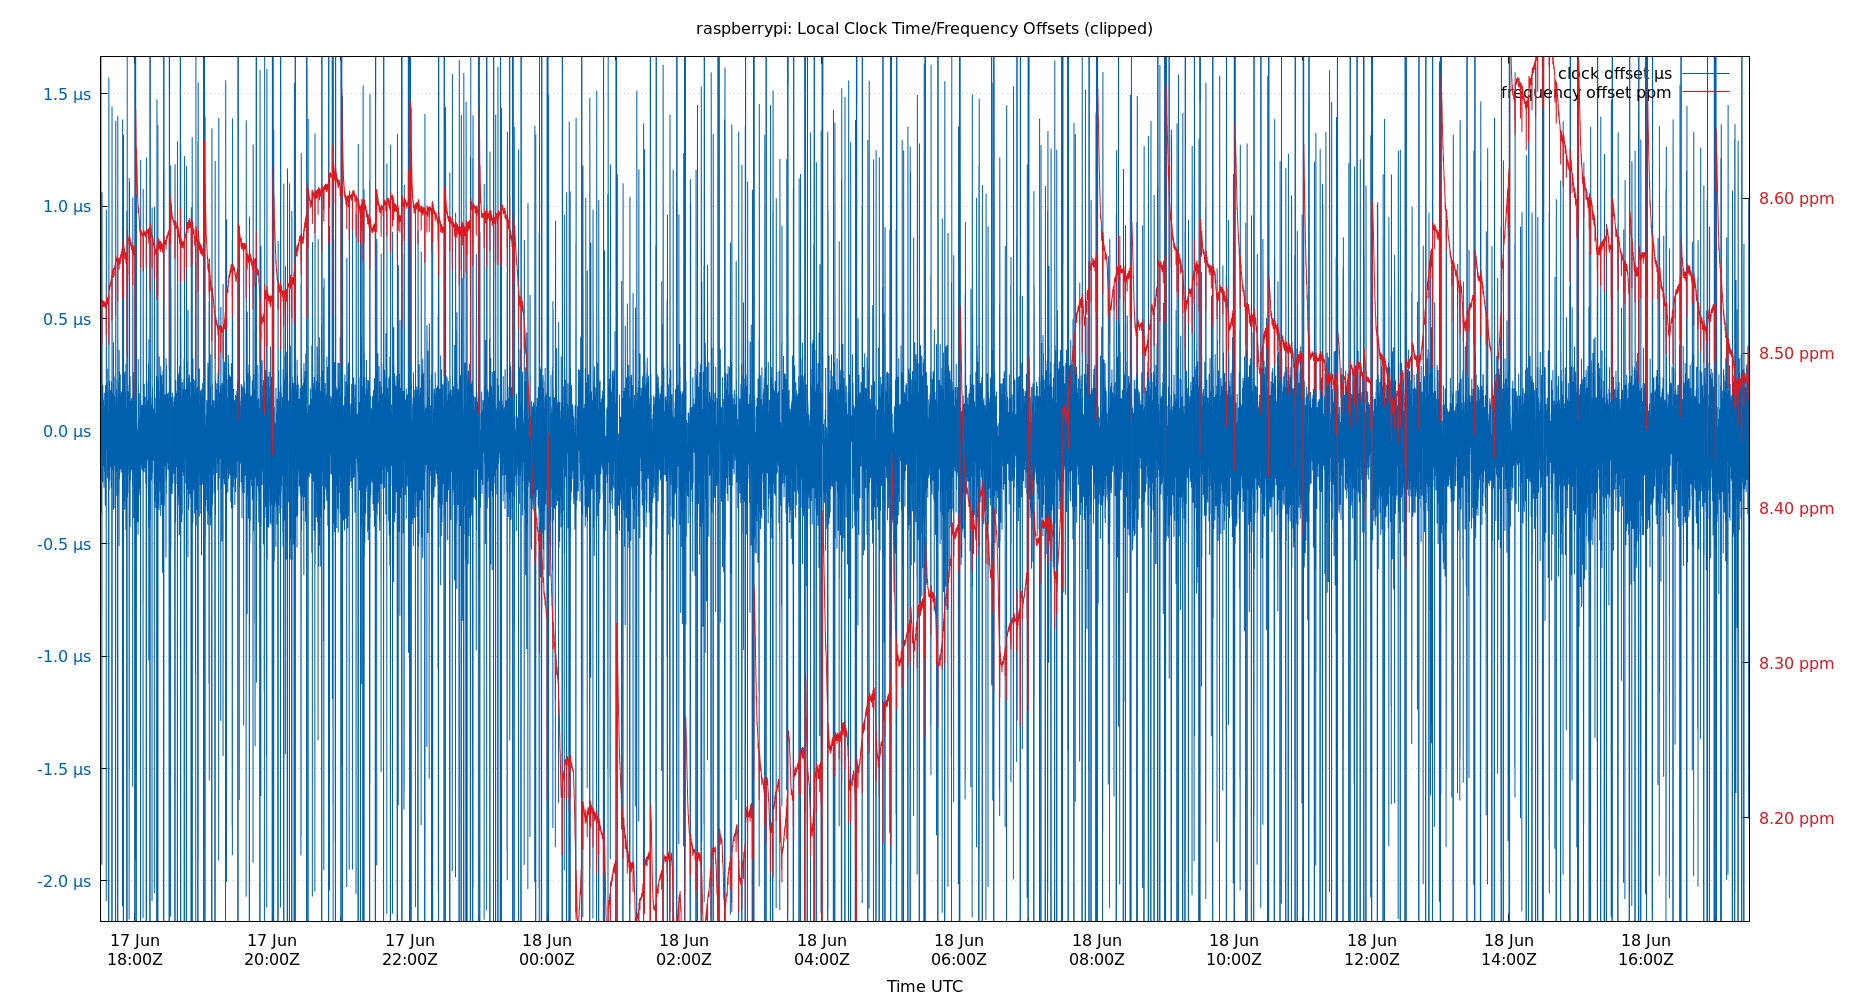 raspberrypi: Local Clock Time/Frequency Offsets (clipped)
clock offset µs
frequency offset ppm
1.5 µs
1.0 µs
0.5 µs
0.0 µs
-0.5 µs
-1.0 µs
-1.5 µs
-2.0 µs
8.60 ppm
8.50 ppm
8.40 ppm
8.30 ppm
8.20 ppm
17 Jun
18:00Z
17 Jun
20:00Z
17 Jun
22:00Z
18 Jun
00:00Z
18 Jun
02:00Z
18 Jun
04:00Z
18 Jun
06:00Z
18 Jun
08:00Z
18 Jun
10:00Z
18 Jun
12:00Z
18 Jun
14:00Z
18 Jun
16:00Z
Time UTC